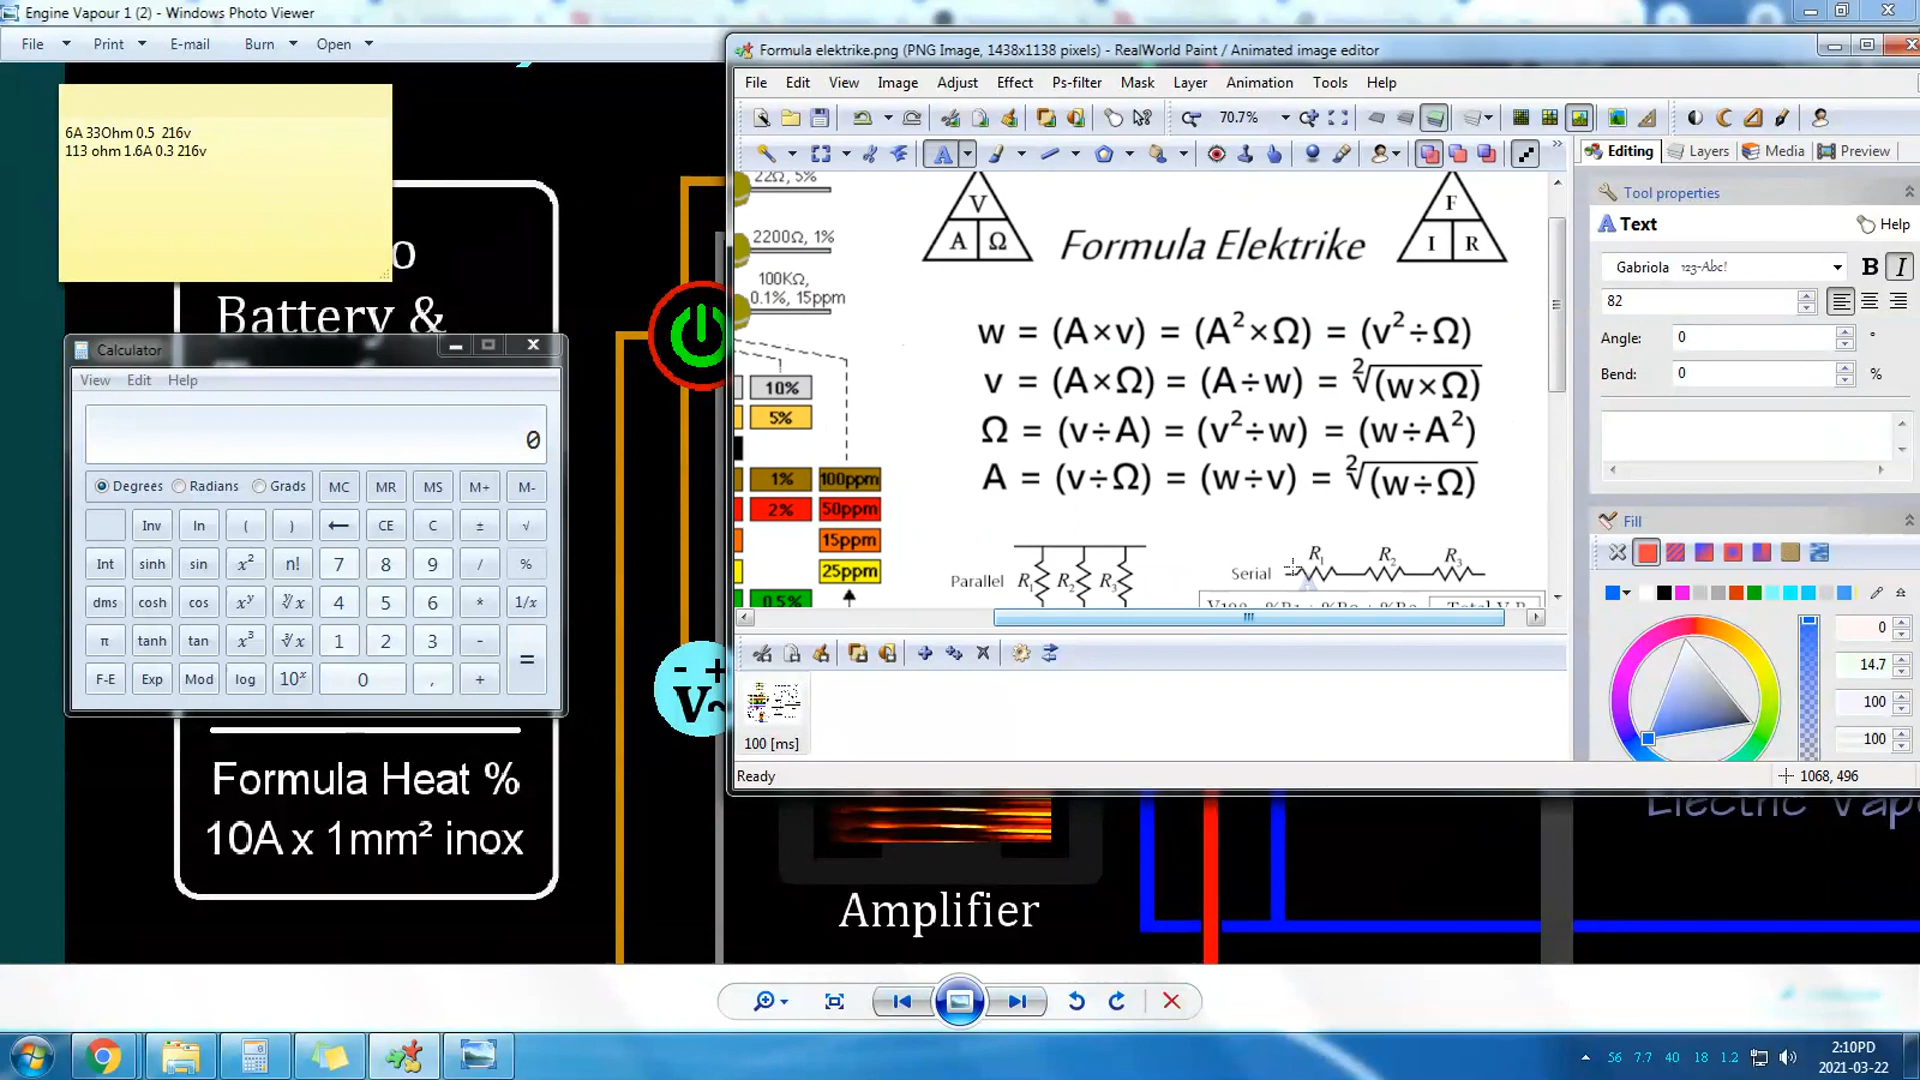 Engine Vapour 1 (2) - Windows Photo Viewer
File Print E-mail Burn Open
6A 33Ohm 0.5 216v
113 ohm 1.6A 0.3 216v
o
Battery &
Calculator
View Edit Help
0
Degrees Radians Grads MC MR MS M+ M-
Inv ln ( ) ← CE C ± √
Int sinh sin x² n! 7 8 9 / %
dms cosh cos xʸ ʸ√x 4 5 6 * 1/x
π tanh tan x³ ³√x 1 2 3 - =
F-E Exp Mod log 10ˣ 0 , +
Formula Heat %
10A x 1mm² inox
- +
V~
Amplifier
Formula elektrike.png (PNG Image, 1438x1138 pixels) - RealWorld Paint / Animated image editor
File Edit View Image Adjust Effect Ps-filter Mask Layer Animation Tools Help
70.7%
22Ω, 5%
2200Ω, 1%
100KΩ,
0.1%, 15ppm
10%
5%
1% 100ppm
2% 50ppm
15ppm
25ppm
0.5%
V
A Ω
Formula Elektrike
F
I R
w = (A×v) = (A²×Ω) = (v²÷Ω)
v = (A×Ω) = (A÷w) = ²√(w×Ω)
Ω = (v÷A) = (v²÷w) = (w÷A²)
A = (v÷Ω) = (w÷v) = ²√(w÷Ω)
Parallel R1 R2 R3
Serial R1 R2 R3
100 [ms]
Ready
1068, 496
Editing Layers Media Preview
Tool properties
A Text Help
Gabriola 123-Abc! B I
82
Angle: 0 °
Bend: 0 %
Fill
0
14.7
100
100
56 7.7 40 18 1.2
2:10PD
2021-03-22